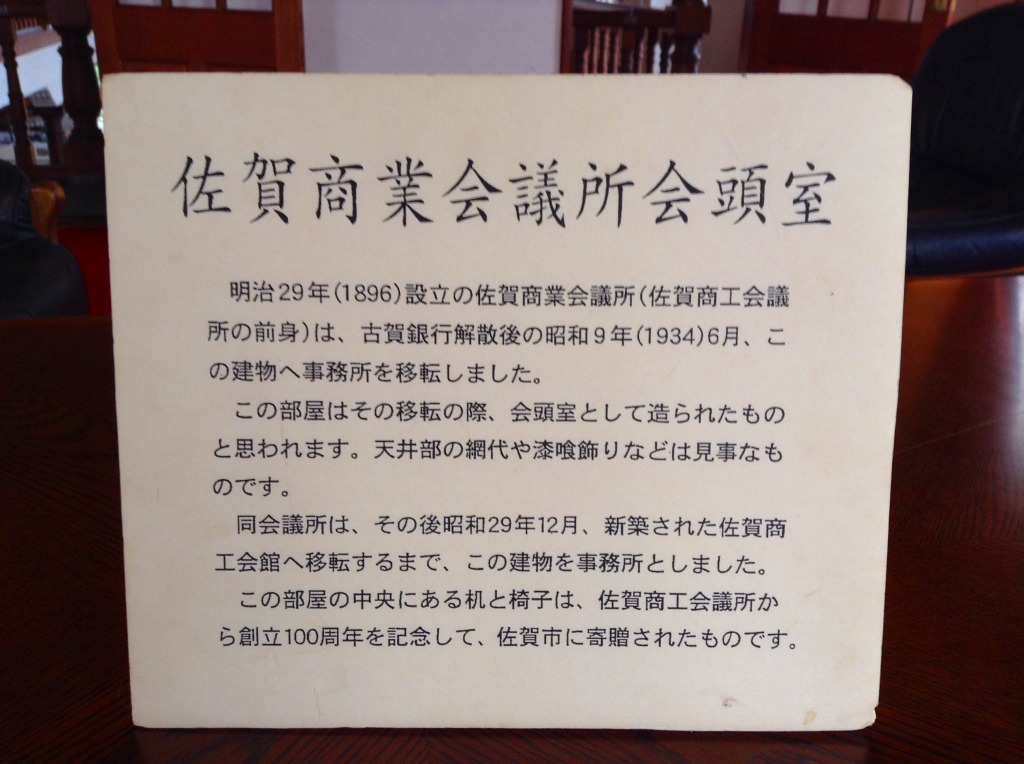 佐賀商業会議所会頭室
明治29年(1896)設立の佐賀商業会議所(佐賀商工会議
所の前身)は、古賀銀行解散後の昭和9年(1934)6月、こ
の建物へ事務所を移転しました。
この部屋はその移転の際、会頭室として造られたもの
と思われます。天井部の網代や漆喰飾りなどは見事なも
のです。
同会議所は、その後昭和29年12月、新築された佐賀商
工会館へ移転するまで、この建物を事務所としました。
この部屋の中央にある机と椅子は、佐賀商工会議所か
ら創立100周年を記念して、佐賀市に寄贈されたものです。